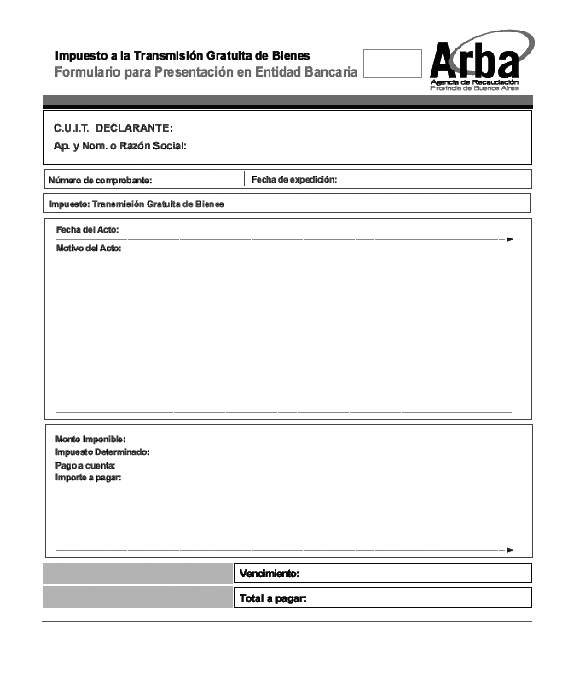 Impuesto a la Transmisión Gratuita de Bienes
Formulario para Presentación en Entidad Bancaria
Arba
Agencia de Recaudación
Provincia de Buenos Aires
C.U.I.T. DECLARANTE:
Ap. y Nom. o Razón Social:
Número de comprobante:
Fecha de expedición:
Impuesto: Transmisión Gratuita de Bienes
Fecha del Acto:
Motivo del Acto:
Monto Imponible:
Impuesto Determinado:
Pago a cuenta:
Importe a pagar:
Vencimiento:
Total a pagar: